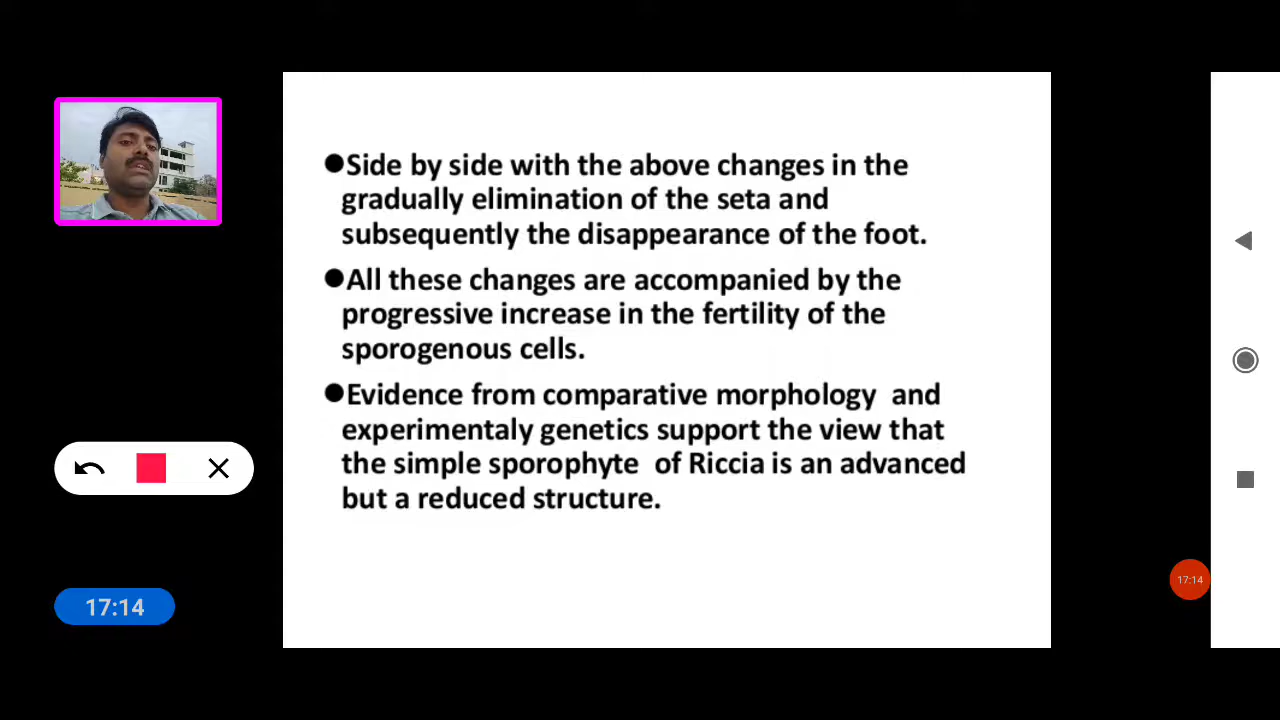 ●Side by side with the above changes in the
gradually elimination of the seta and
subsequently the disappearance of the foot.
●All these changes are accompanied by the
progressive increase in the fertility of the
sporogenous cells.
●Evidence from comparative morphology and
experimentaly genetics support the view that
the simple sporophyte of Riccia is an advanced
but a reduced structure.
17:14
17:14